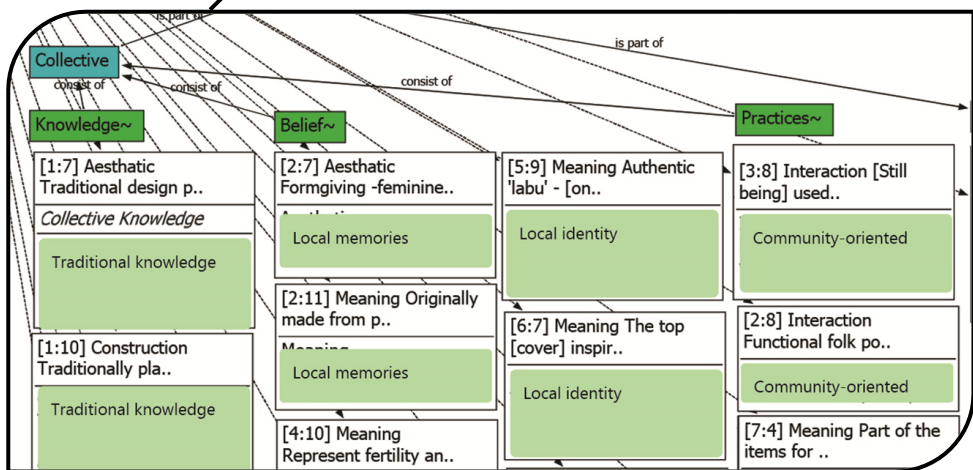 is part of
is part of
Collective
consist of
consist of
consist of
Knowledge~
Belief~
Practices~
[1:7] Aesthatic
Traditional design p..
Collective Knowledge
Traditional knowledge
[1:10] Construction
Traditionally pla..
Traditional knowledge
[2:7] Aesthatic
Formgiving -feminine..
Local memories
[2:11] Meaning Originally
made from p..
Meaning
Local memories
[4:10] Meaning
Represent fertility an..
[5:9] Meaning Authentic
'labu' - [on..
Local identity
[6:7] Meaning The top
[cover] inspir..
Local identity
[3:8] Interaction [Still
being] used..
Community-oriented
[2:8] Interaction
Functional folk po..
Community-oriented
[7:4] Meaning Part of the
items for ..